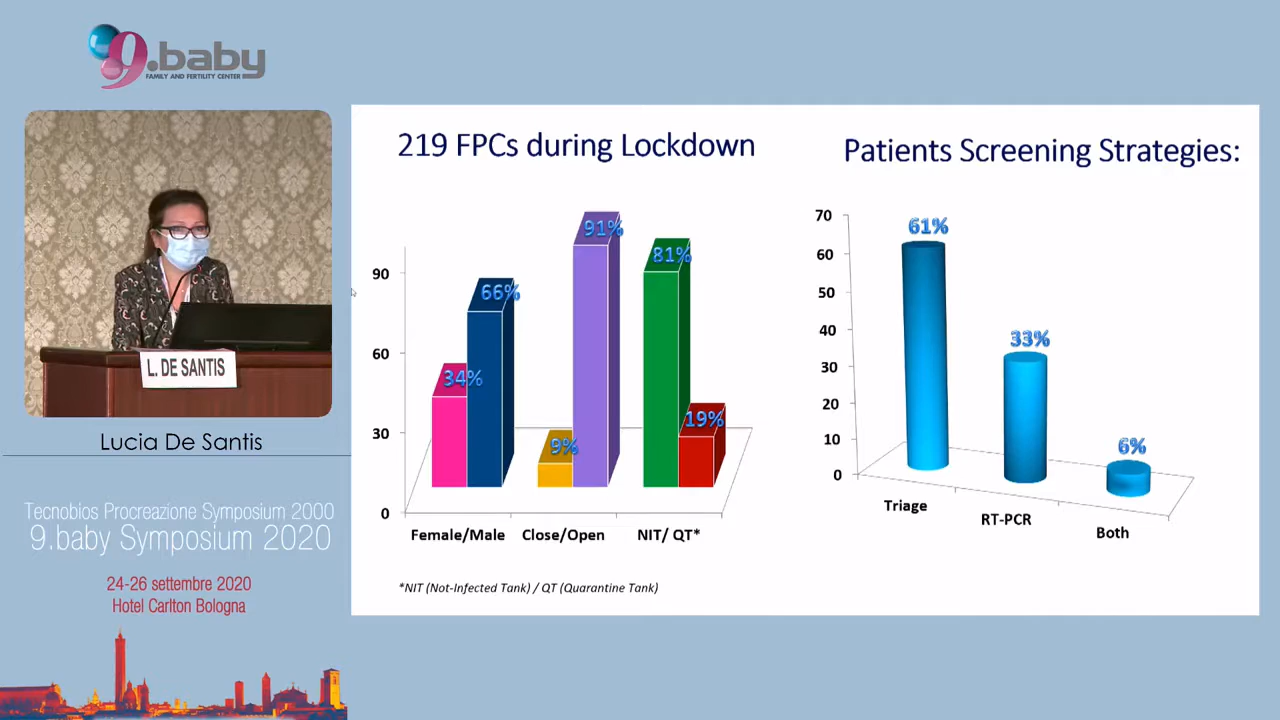 9.baby
FAMILY AND FERTILITY CENTER
L. DE SANTIS
Lucia De Santis
Tecnobios Procreazione Symposium 2000
9.baby Symposium 2020
24-26 settembre 2020
Hotel Carlton Bologna
219 FPCs during Lockdown
90
60
30
0
34%
66%
9%
91%
81%
19%
Female/Male
Close/Open
NIT/ QT*
*NIT (Not-Infected Tank) / QT (Quarantine Tank)
Patients Screening Strategies:
70
60
50
40
30
20
10
0
61%
33%
6%
Triage
RT-PCR
Both